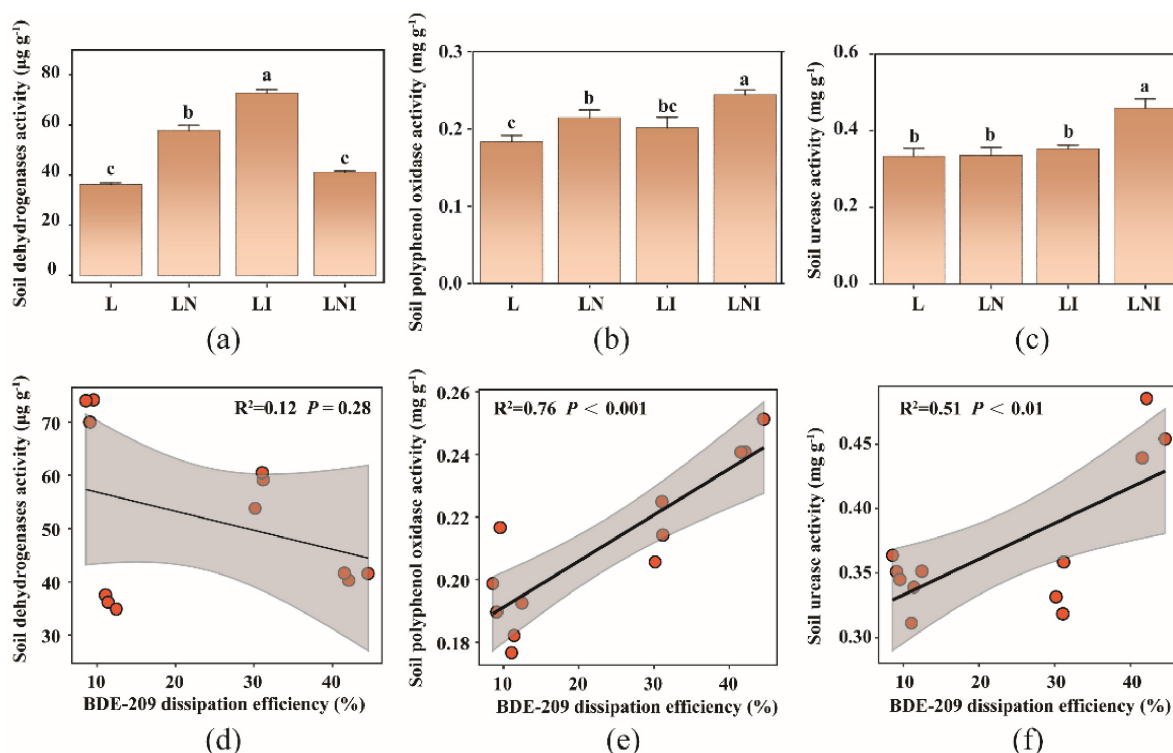 Soil dehydrogenases activity (µg g⁻¹)
80
60
40
20
0
c
b
a
c
L
LN
LI
LNI
(a)
Soil polyphenol oxidase activity (mg g⁻¹)
0.3
0.2
0.1
0.0
c
b
bc
a
L
LN
LI
LNI
(b)
Soil urease activity (mg g⁻¹)
0.6
0.4
0.2
0.0
b
b
b
a
L
LN
LI
LNI
(c)
Soil dehydrogenases activity (µg g⁻¹)
70
60
50
40
30
R²=0.12 P = 0.28
10
20
30
40
BDE-209 dissipation efficiency (%)
(d)
Soil polyphenol oxidase activity (mg g⁻¹)
0.26
0.24
0.22
0.20
0.18
R²=0.76 P < 0.001
10
20
30
40
BDE-209 dissipation efficiency (%)
(e)
Soil urease activity (mg g⁻¹)
0.45
0.40
0.35
0.30
R²=0.51 P < 0.01
10
20
30
40
BDE-209 dissipation efficiency (%)
(f)